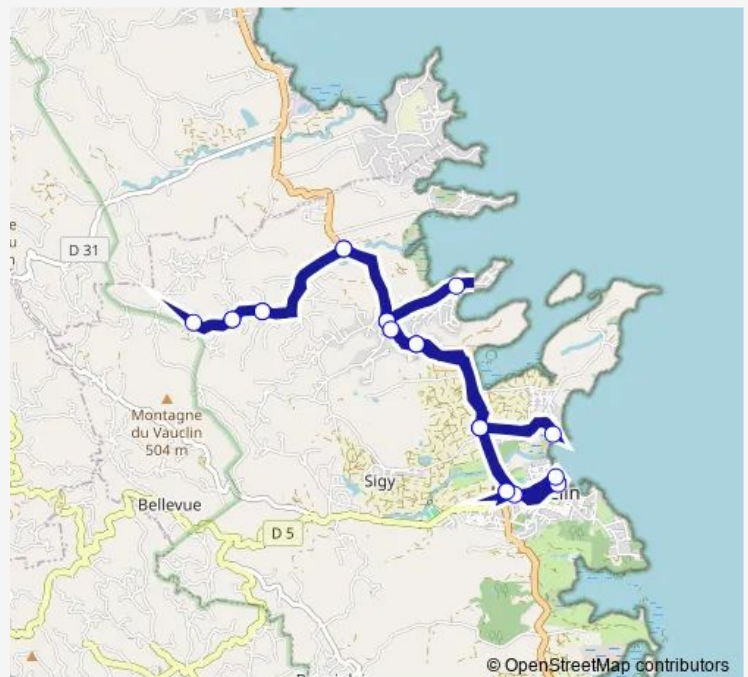 D 31
Montagne
du Vauclin
504 m
Sigy
Bellevue
D 5
© OpenStreetMap contributors